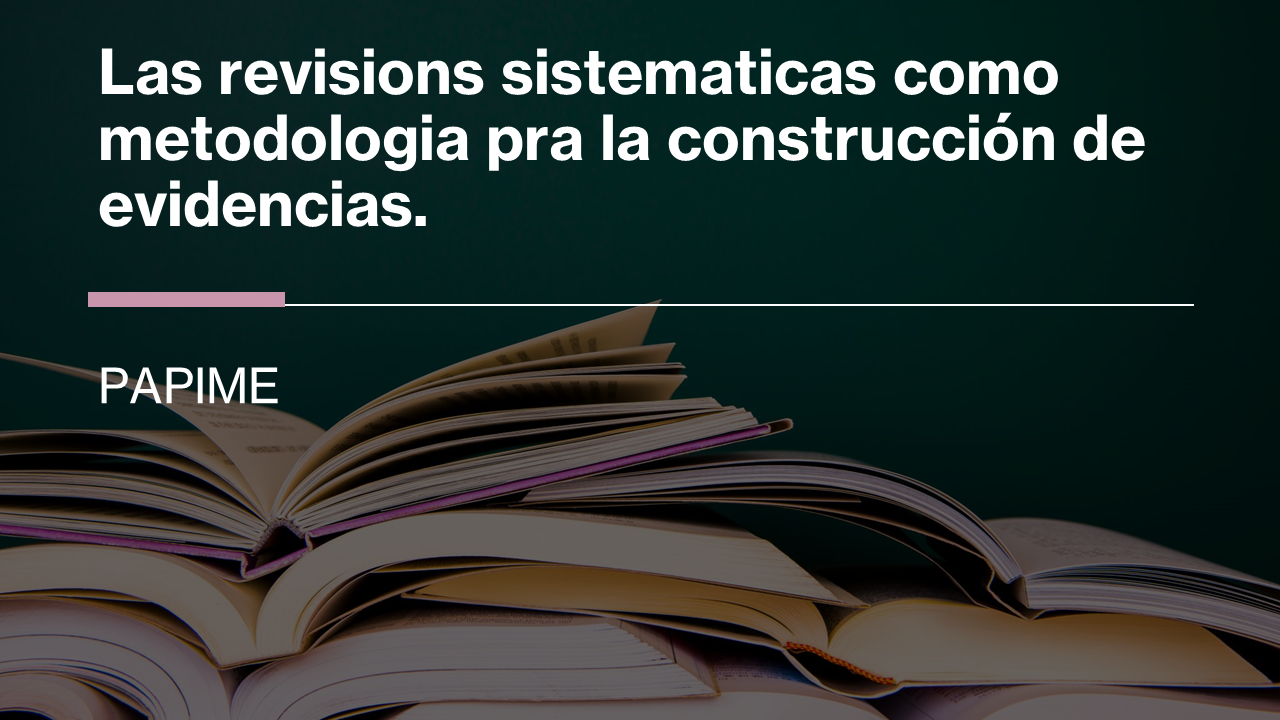 Las revisions sistematicas como
metodologia pra la construcción de
evidencias.
PAPIME